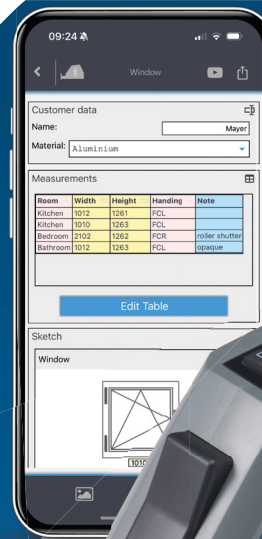 09:24
Window
Customer data
Name: Mayer
Material: Aluminium
Measurements
Room Width Height Handing Note
Kitchen 1012 1261 FCL
Kitchen 1010 1263 FCL
Bedroom 2102 1262 FCR roller shutter
Bathroom 1012 1263 FCL opaque
Edit Table
Sketch
Window
1010